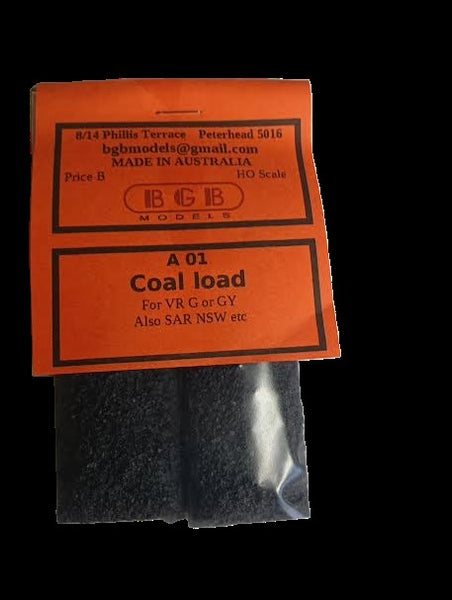 8/14 Phillis Terrace Peterhead 5016
bgbmodels@gmail.com
MADE IN AUSTRALIA
Price B HO Scale
BGB
MODELS
A 01
Coal load
For VR G or GY
Also SAR NSW etc